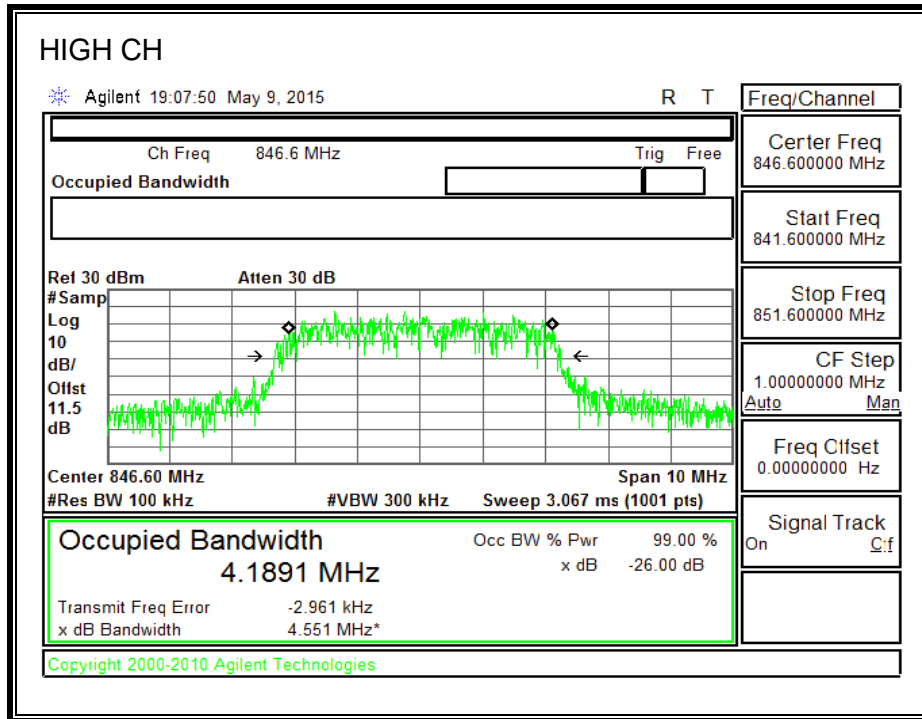 HIGH CH
Agilent 19:07:50 May 9, 2015 R T
Freq/Channel
Ch Freq 846.6 MHz Trig Free
Occupied Bandwidth
Center Freq
846.600000 MHz
Start Freq
841.600000 MHz
Stop Freq
851.600000 MHz
CF Step
1.00000000 MHz
Auto Man
Freq Offset
0.00000000 Hz
Signal Track
On Off
Ref 30 dBm Atten 30 dB
#Samp
Log
10
dB/
Offst
11.5
dB
Center 846.60 MHz Span 10 MHz
#Res BW 100 kHz #VBW 300 kHz Sweep 3.067 ms (1001 pts)
Occupied Bandwidth
4.1891 MHz
Occ BW % Pwr 99.00 %
x dB -26.00 dB
Transmit Freq Error -2.961 kHz
x dB Bandwidth 4.551 MHz*
Copyright 2000-2010 Agilent Technologies